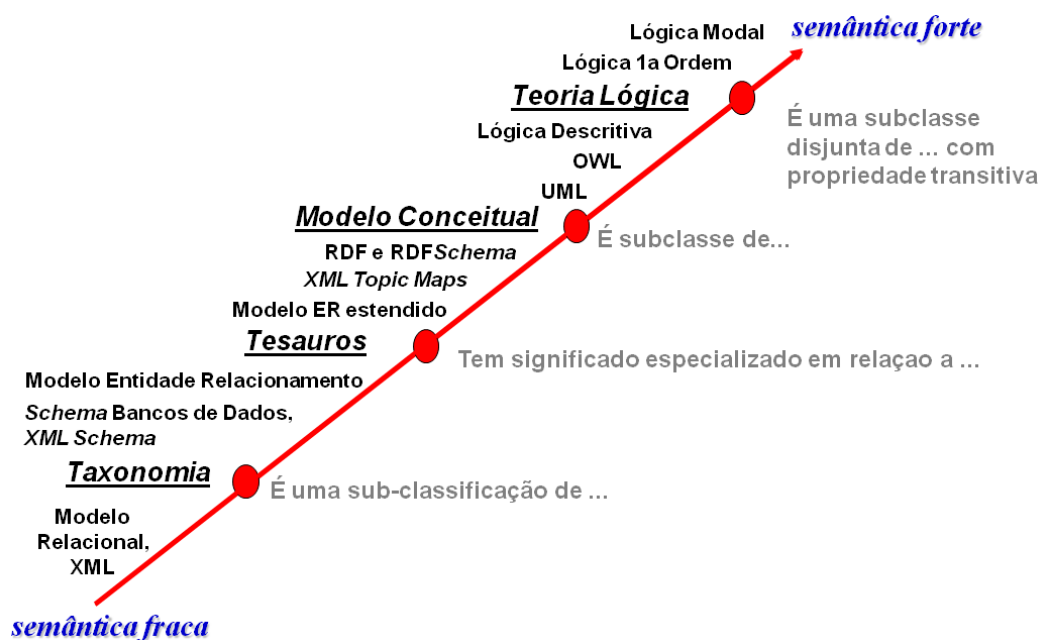 Lógica Modal
semântica forte
Lógica 1a Ordem
Teoria Lógica
É uma subclasse
disjunta de ... com
propriedade transitiva
Lógica Descritiva
OWL
UML
Modelo Conceitual
É subclasse de...
RDF e RDFSchema
XML Topic Maps
Modelo ER estendido
Tesauros
Tem significado especializado em relaçao a ...
Modelo Entidade Relacionamento
Schema Bancos de Dados,
XML Schema
Taxonomia
É uma sub-classificação de ...
Modelo
Relacional,
XML
semântica fraca